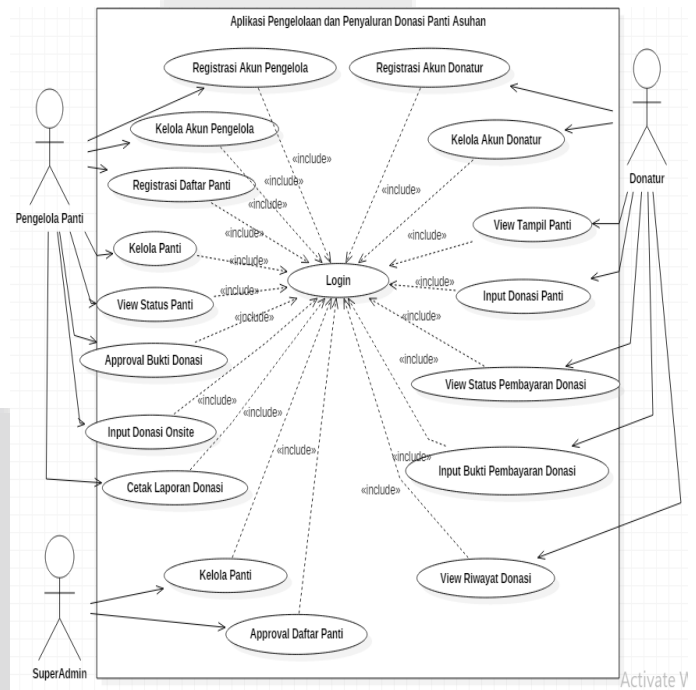 Aplikasi Pengelolaan dan Penyaluran Donasi Panti Asuhan
Registrasi Akun Pengelola
Registrasi Akun Donatur
Kelola Akun Pengelola
Kelola Akun Donatur
«include»
Registrasi Daftar Panti
«include»
«include»
Donatur
«include»
Pengelola Panti
View Tampil Panti
«include»
«include»
Kelola Panti
«include»
Login
«include»
«include»
Input Donasi Panti
View Status Panti
«include»
«include»
Approval Bukti Donasi
«include»
View Status Pembayaran Donasi
«include»
«include»
Input Donasi Onsite
«include»
«include»
Input Bukti Pembayaran Donasi
Cetak Laporan Donasi
«include»
Kelola Panti
View Riwayat Donasi
Approval Daftar Panti
SuperAdmin
Activate W